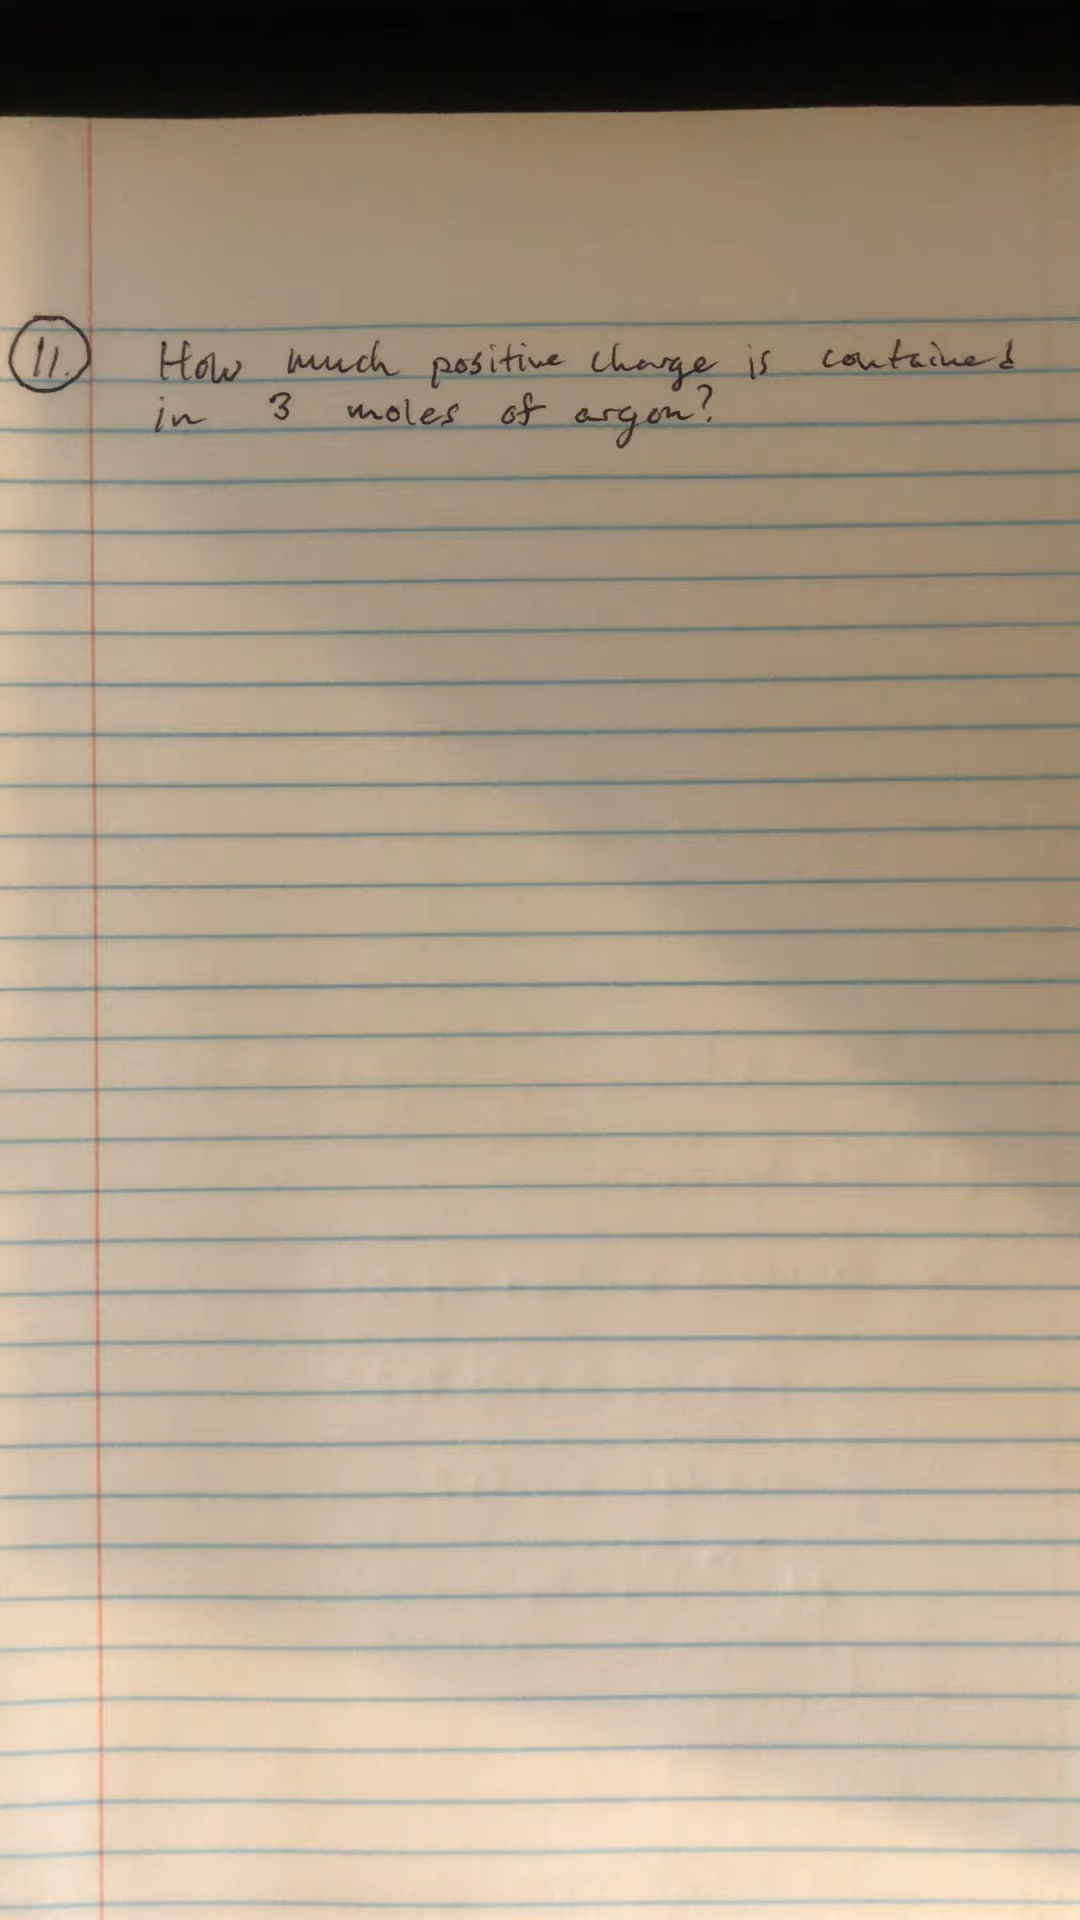 11. How much positive charge is contained
in 3 moles of argon?